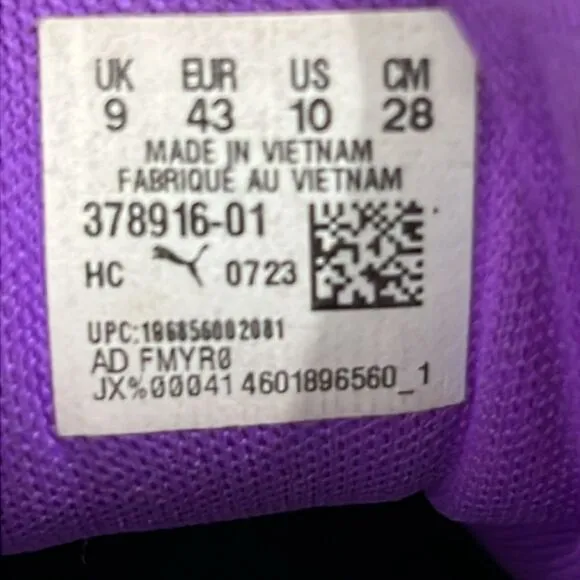 UK EUR US CM
9 43 10 28
MADE IN VIETNAM
FABRIQUÉ AU VIETNAM
378916-01
HC 0723
UPC:196856002081
AD FMYR0
JX%00041 4601896560_1